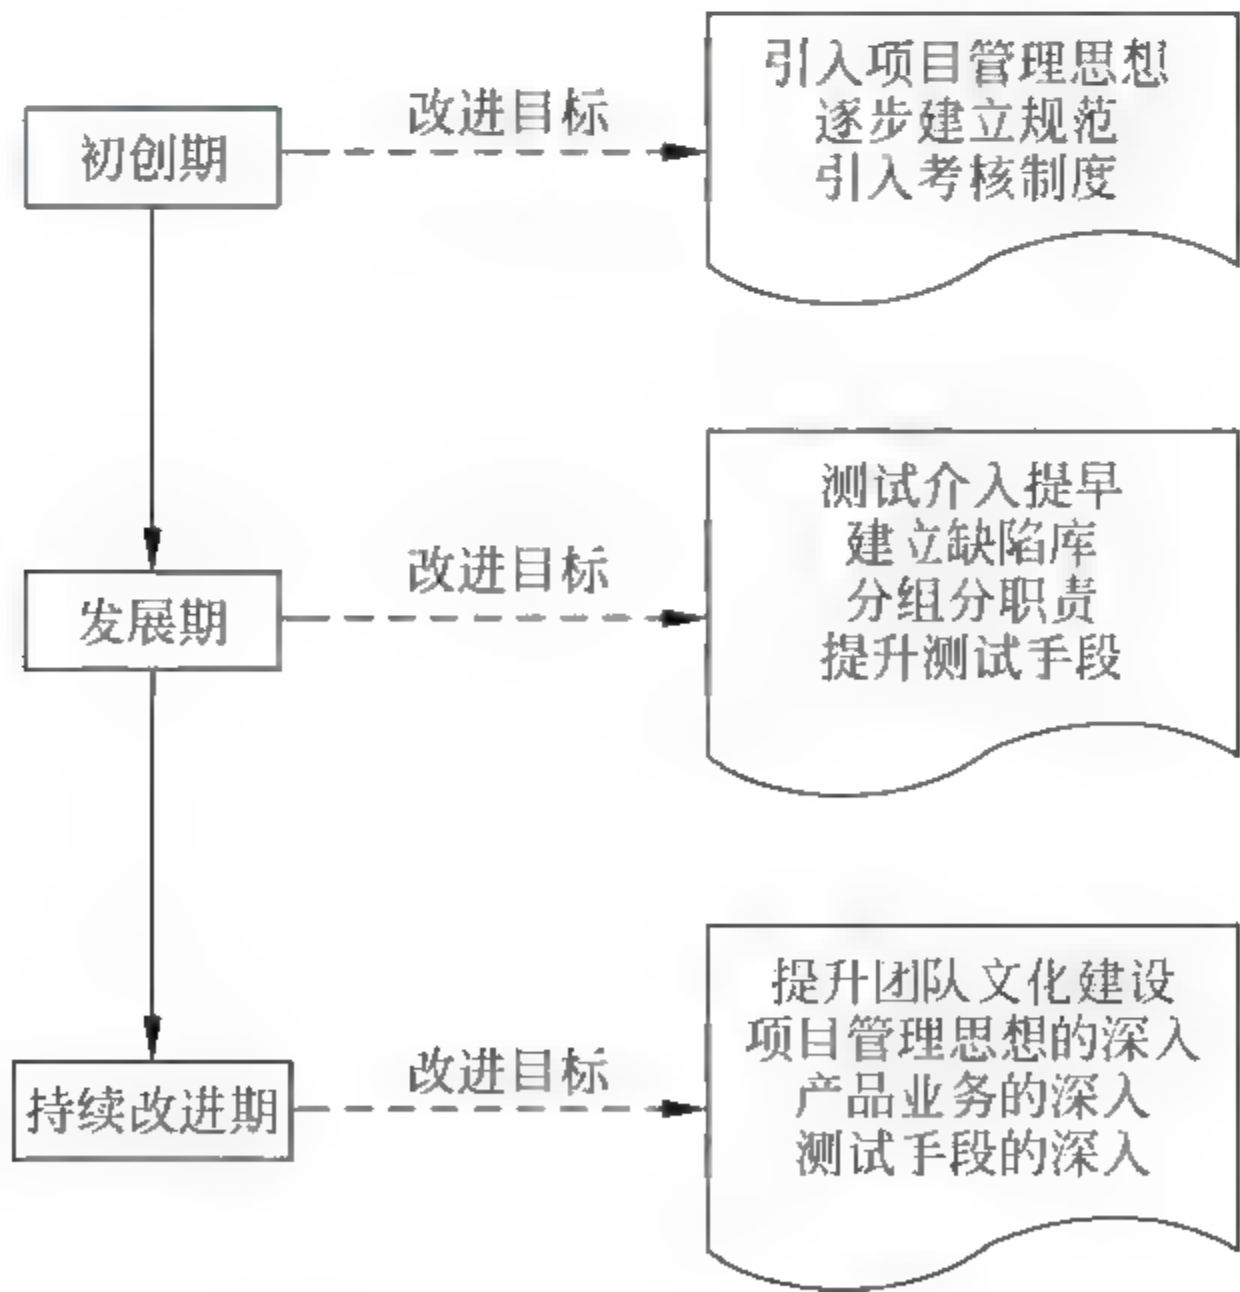 初创期
改进目标
引入项目管理思想
逐步建立规范
引入考核制度
发展期
改进目标
测试介入提早
建立缺陷库
分组分职责
提升测试手段
持续改进期
改进目标
提升团队文化建设
项目管理思想的深入
产品业务的深入
测试手段的深入